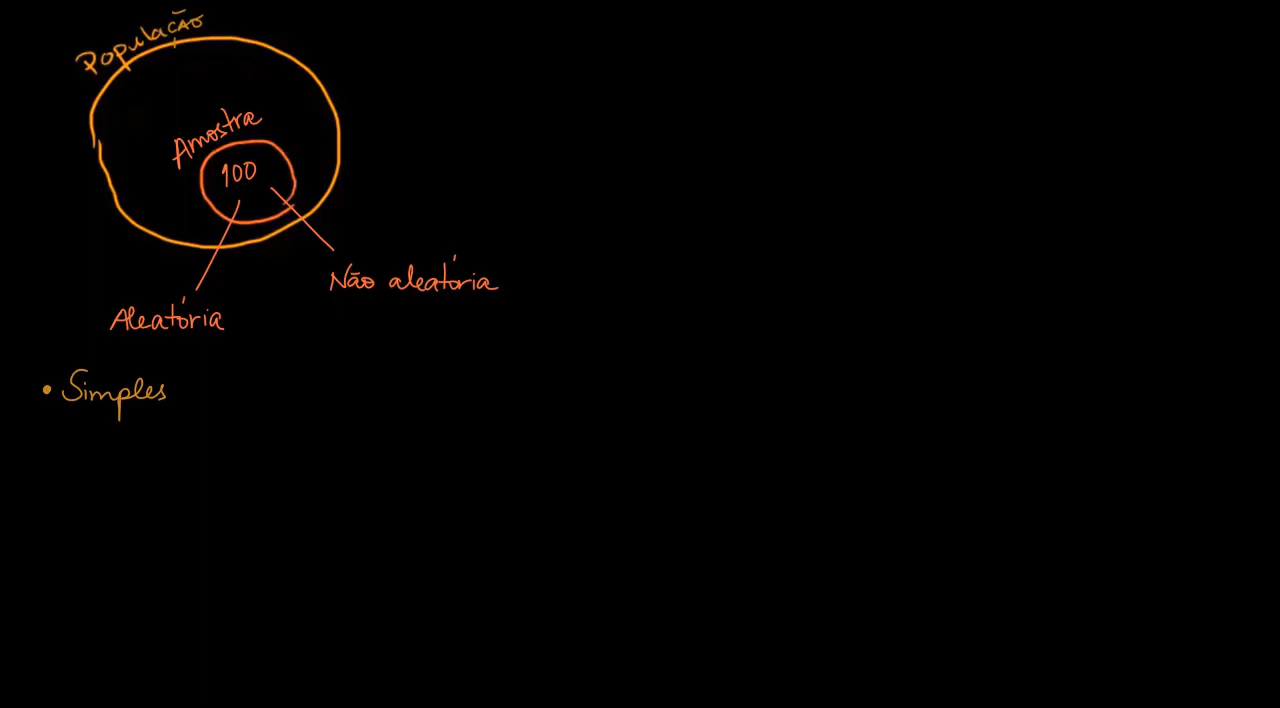 População
Amostra
100
Não aleatória
Aleatória
• Simples